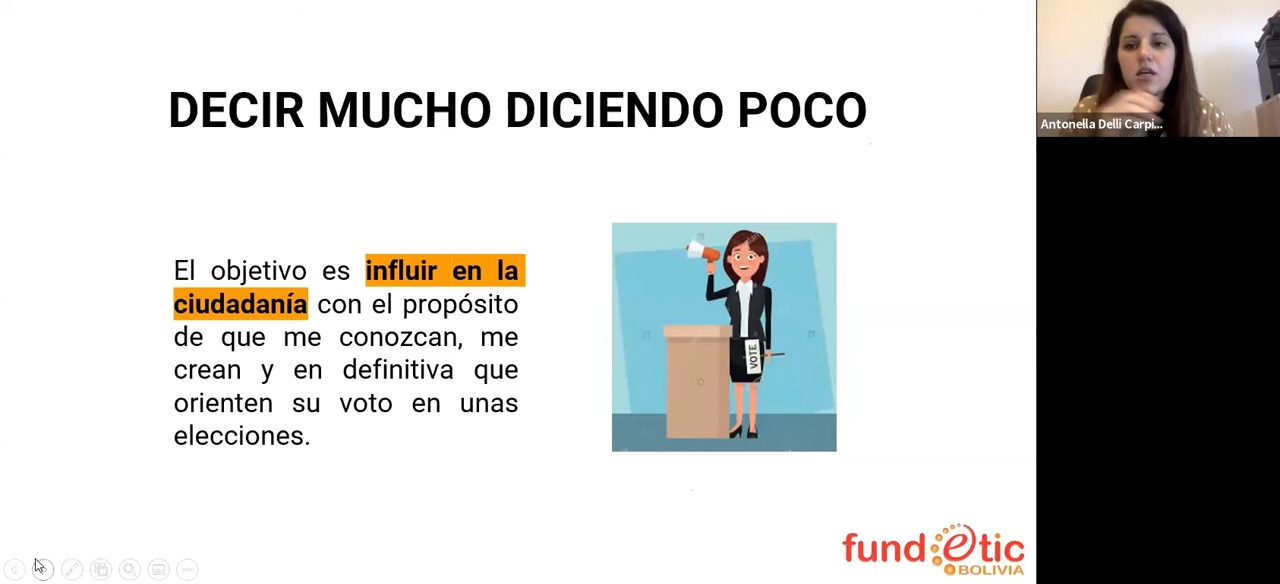 DECIR MUCHO DICIENDO POCO
El objetivo es influir en la
ciudadanía con el propósito
de que me conozcan, me
crean y en definitiva que
orienten su voto en unas
elecciones.
VOTE
fundetic
BOLIVIA
Antonella Delli Carpi...